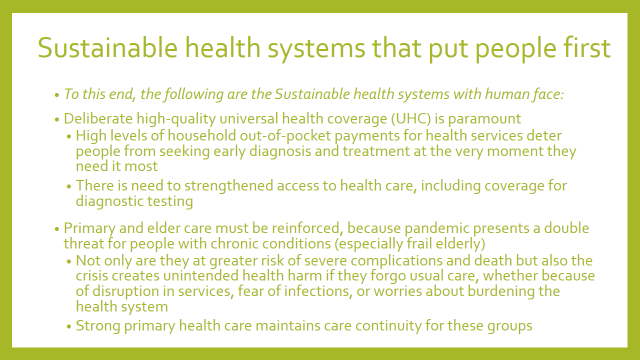 Sustainable health systems that put people first
• To this end, the following are the Sustainable health systems with human face:
• Deliberate high-quality universal health coverage (UHC) is paramount
• High levels of household out-of-pocket payments for health services deter
people from seeking early diagnosis and treatment at the very moment they
need it most
• There is need to strengthened access to health care, including coverage for
diagnostic testing
• Primary and elder care must be reinforced, because pandemic presents a double
threat for people with chronic conditions (especially frail elderly)
• Not only are they at greater risk of severe complications and death but also the
crisis creates unintended health harm if they forgo usual care, whether because
of disruption in services, fear of infections, or worries about burdening the
health system
• Strong primary health care maintains care continuity for these groups